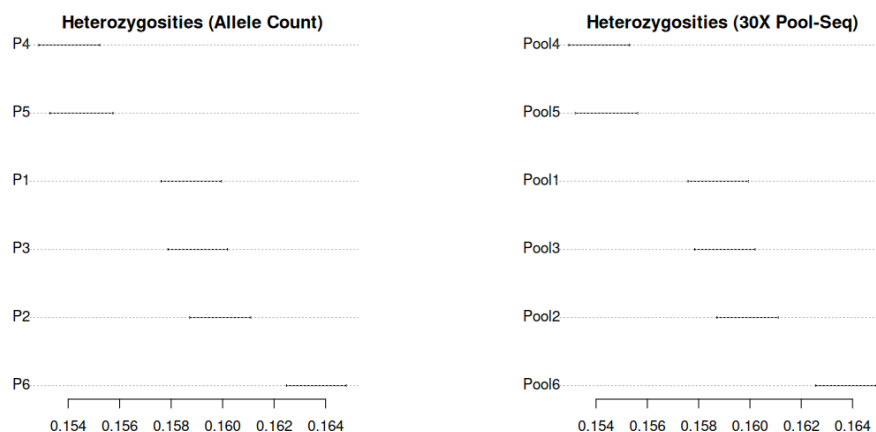 Heterozygosities (Allele Count)
P4
P5
P1
P3
P2
P6
0.154 0.156 0.158 0.160 0.162 0.164
Heterozygosities (30X Pool-Seq)
Pool4
Pool5
Pool1
Pool3
Pool2
Pool6
0.154 0.156 0.158 0.160 0.162 0.164